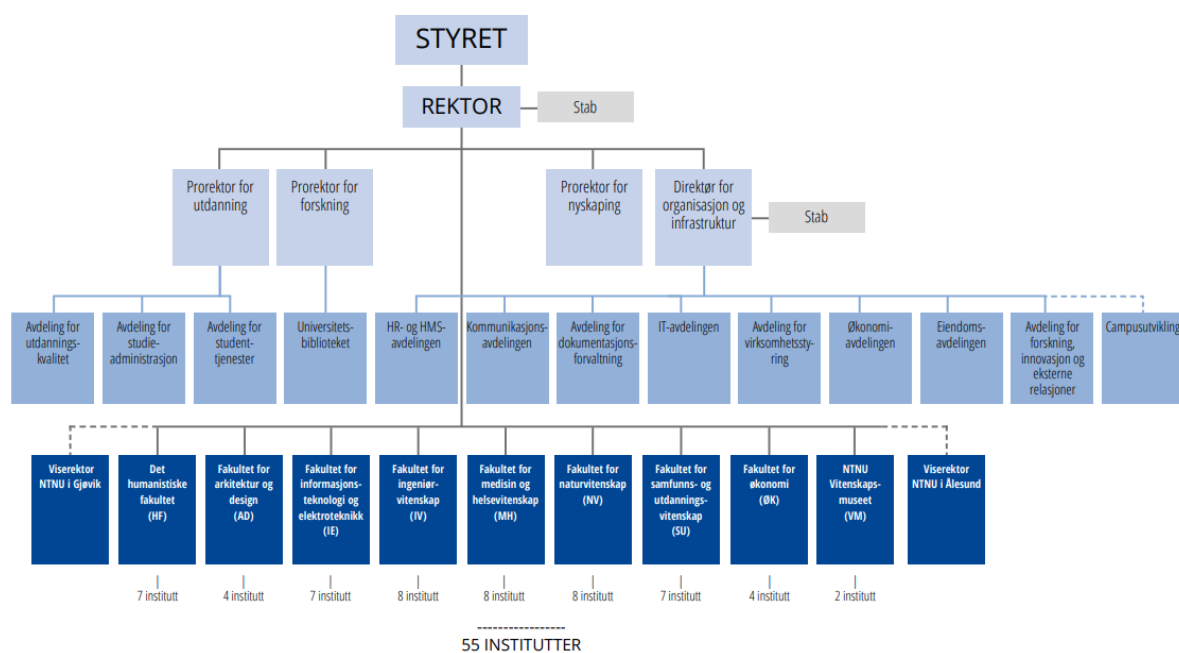 STYRET
REKTOR
Stab
Prorektor for
utdanning
Prorektor for
forskning
Prorektor for
nyskaping
Direktør for
organisasjon og
infrastruktur
Stab
Avdeling for
utdannings-
kvalitet
Avdeling for
studie-
administrasjon
Avdeling for
student-
tjenester
Universitets-
biblioteket
HR- og HMS-
avdelingen
Kommunikasjons-
avdelingen
Avdeling for
dokumentasjons-
forvaltning
IT-avdelingen
Avdeling for
virksomhetssty-
ring
Økonomi-
avdelingen
Eiendoms-
avdelingen
Avdeling for
forskning,
innovasjon og
eksterne
relasjoner
Campusutvikling
Viserektor
NTNU i Gjøvik
Det
humanistiske
fakultet
(HF)
Fakultet for
arkitektur og
design
(AD)
Fakultet for
informasjons-
teknologi og
elektroteknikk
(IE)
Fakultet for
ingeniør-
vitenskap
(IV)
Fakultet for
medisin og
helsevitenskap
(MH)
Fakultet for
naturvitenskap
(NV)
Fakultet for
samfunns- og
utdannings-
vitenskap
(SU)
Fakultet for
økonomi
(ØK)
NTNU
Vitenskaps-
museet
(VM)
Viserektor
NTNU i Ålesund
7 institutt
4 institutt
7 institutt
8 institutt
8 institutt
8 institutt
7 institutt
4 institutt
2 institutt
55 INSTITUTTER